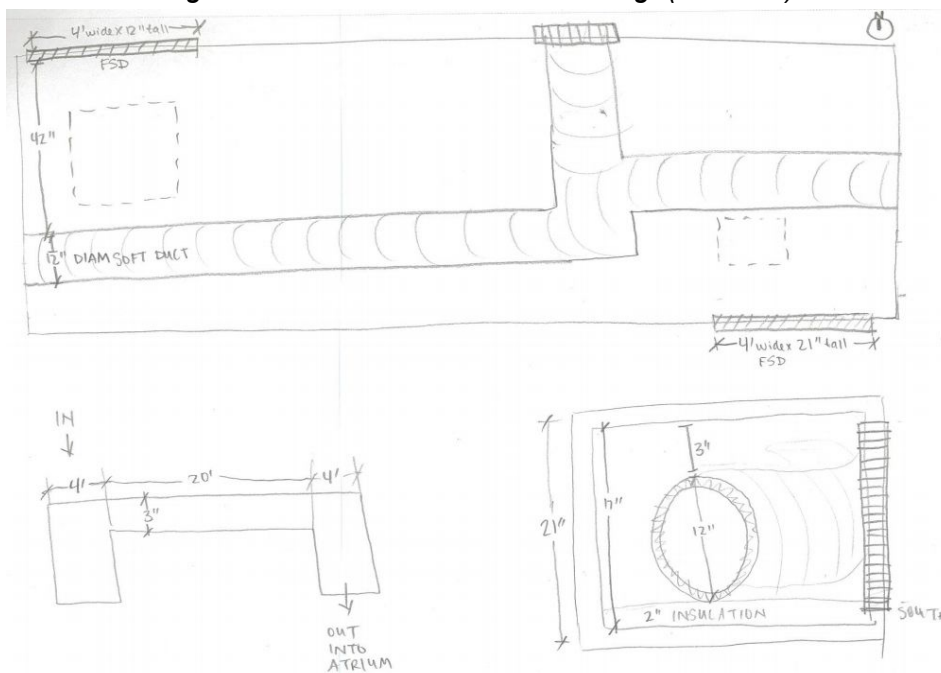 4' wide x 12" tall
FSD
N
42"
12" DIAM SOFT DUCT
4' wide x 21" tall
FSD
IN
4'
20'
4'
3"
OUT
INTO
ATRIUM
3"
21"
17"
12"
2" INSULATION